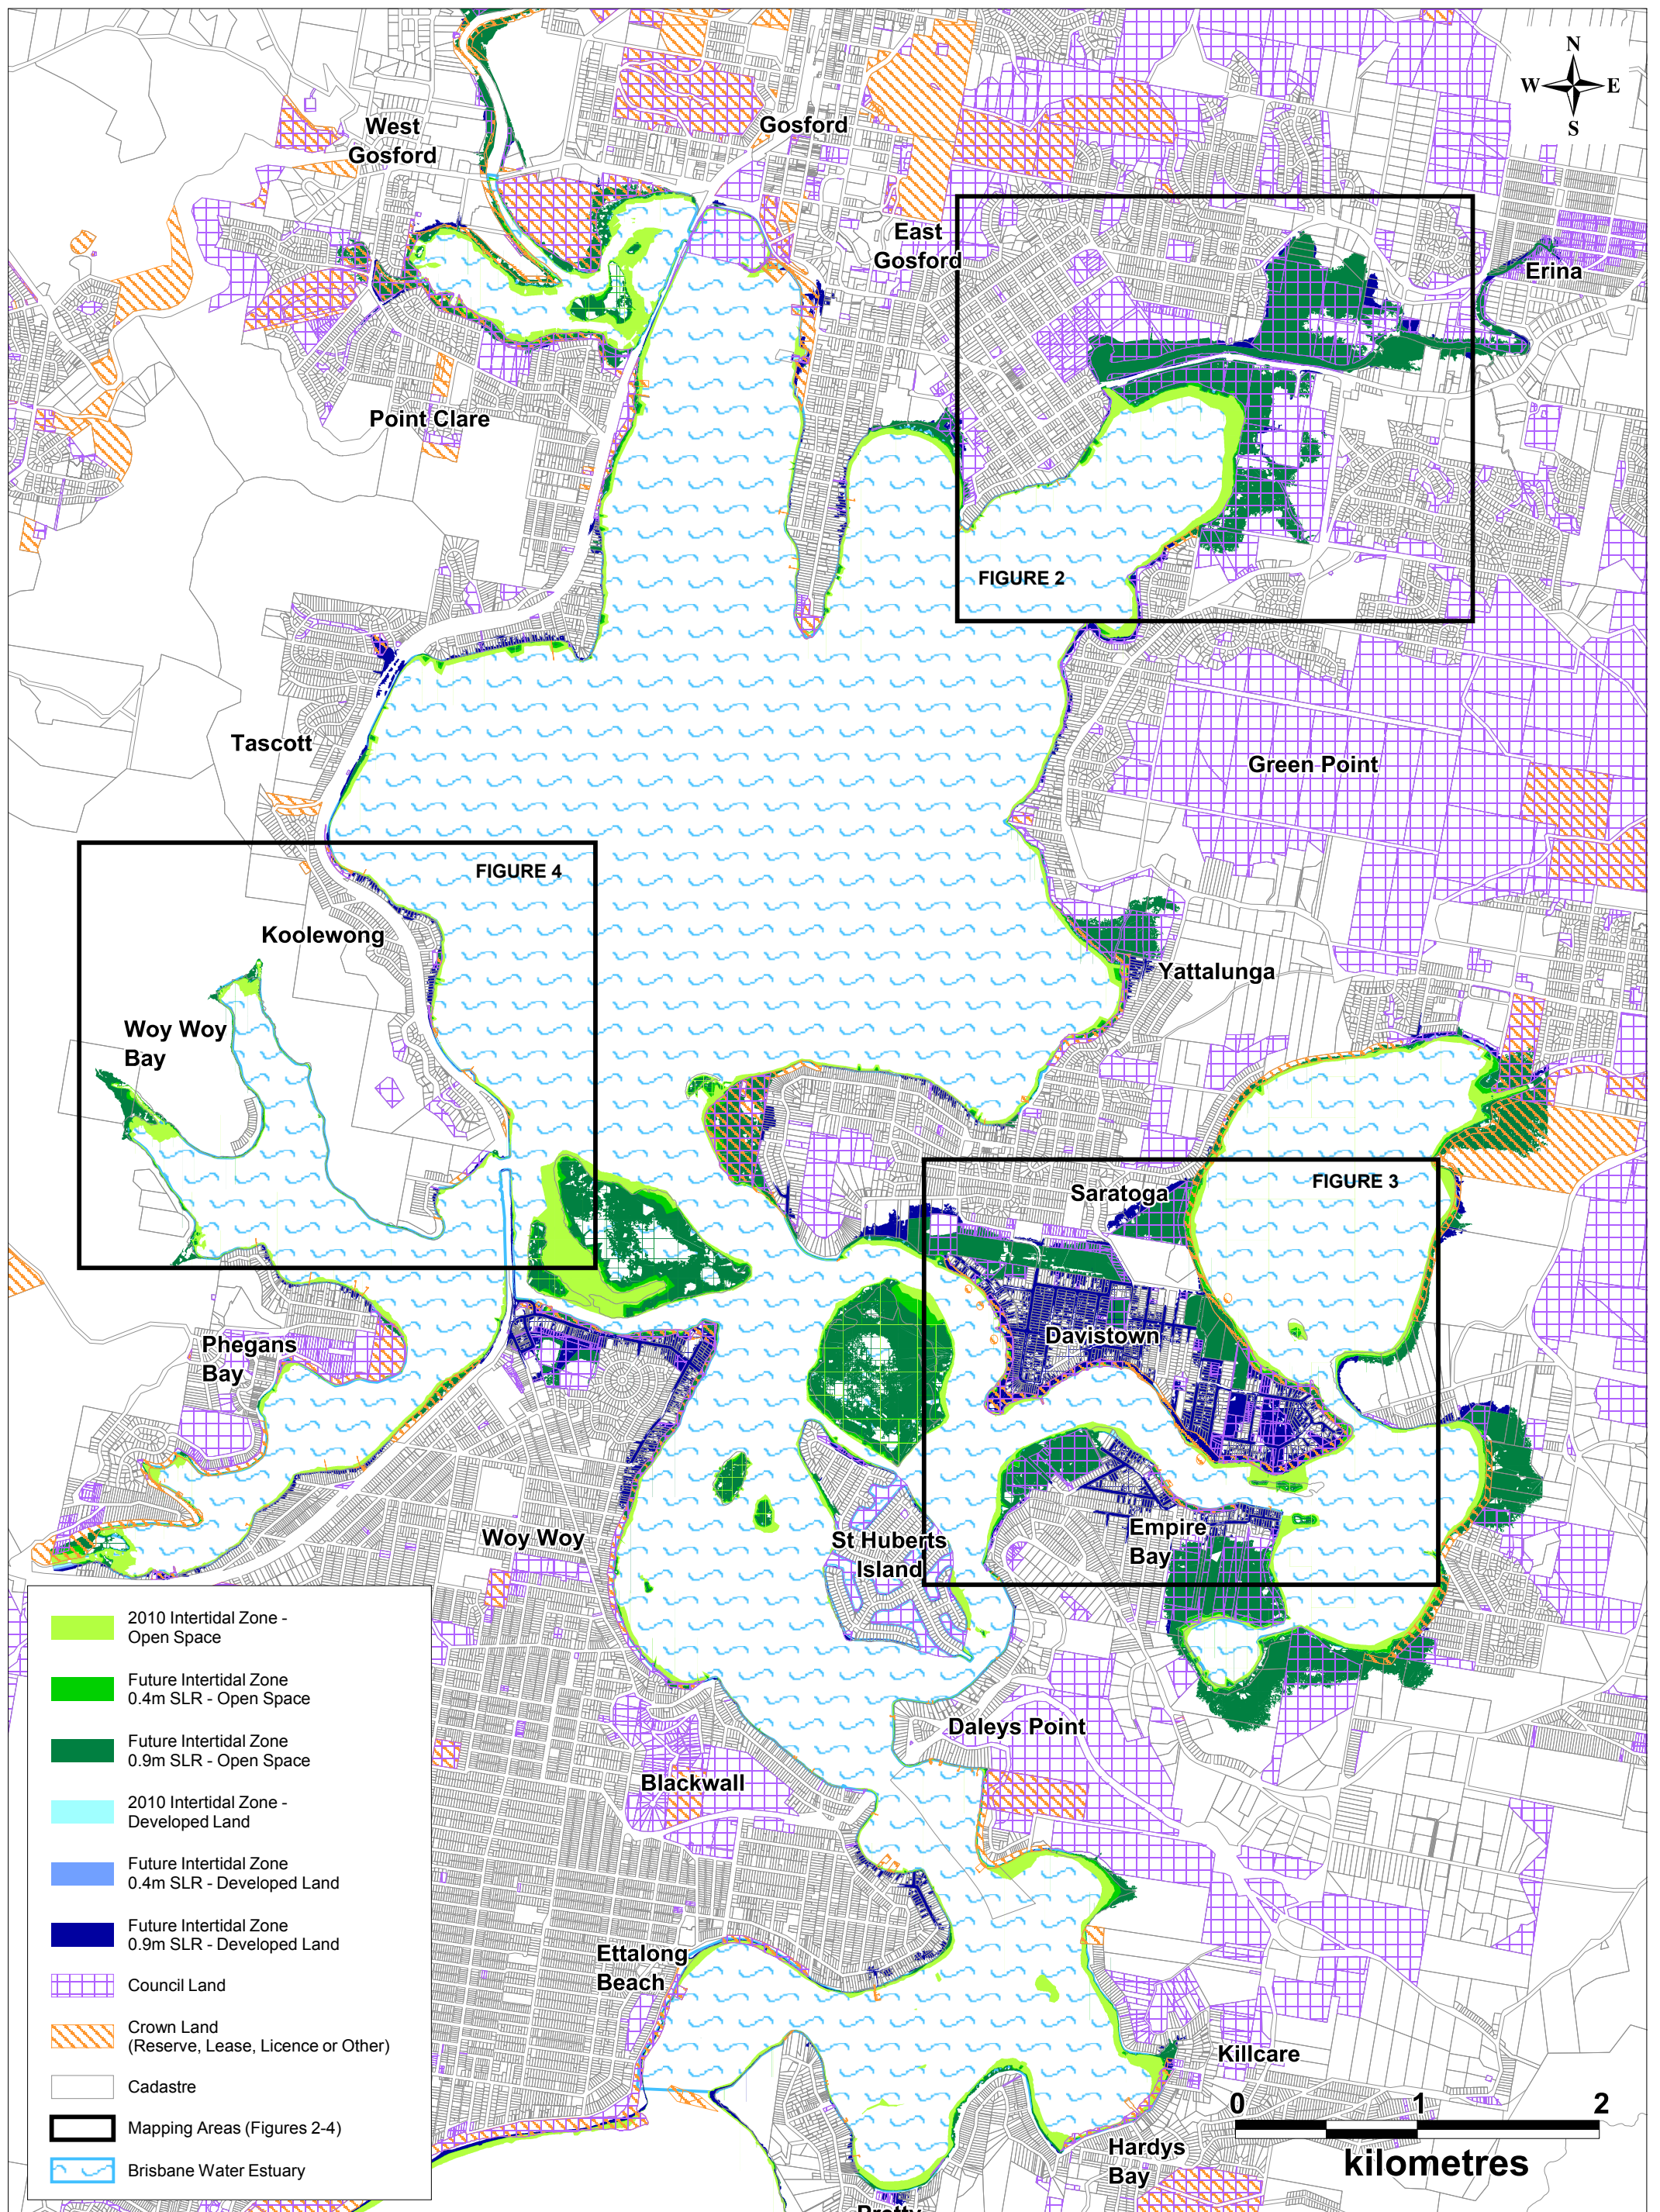 N
W E
S
West
Gosford
Gosford
East
Gosford
Erina
Point Clare
FIGURE 2
Tascott
Green Point
FIGURE 4
Koolewong
Yattalunga
Woy Woy
Bay
Saratoga
FIGURE 3
Davistown
Phegans
Bay
Woy Woy
St Huberts
Island
Empire
Bay
Daleys Point
Blackwall
Ettalong
Beach
Killcare
Hardys
Bay
Pretty
0 1 2
kilometres
2010 Intertidal Zone -
Open Space
Future Intertidal Zone
0.4m SLR - Open Space
Future Intertidal Zone
0.9m SLR - Open Space
2010 Intertidal Zone -
Developed Land
Future Intertidal Zone
0.4m SLR - Developed Land
Future Intertidal Zone
0.9m SLR - Developed Land
Council Land
Crown Land
(Reserve, Lease, Licence or Other)
Cadastre
Mapping Areas (Figures 2-4)
Brisbane Water Estuary